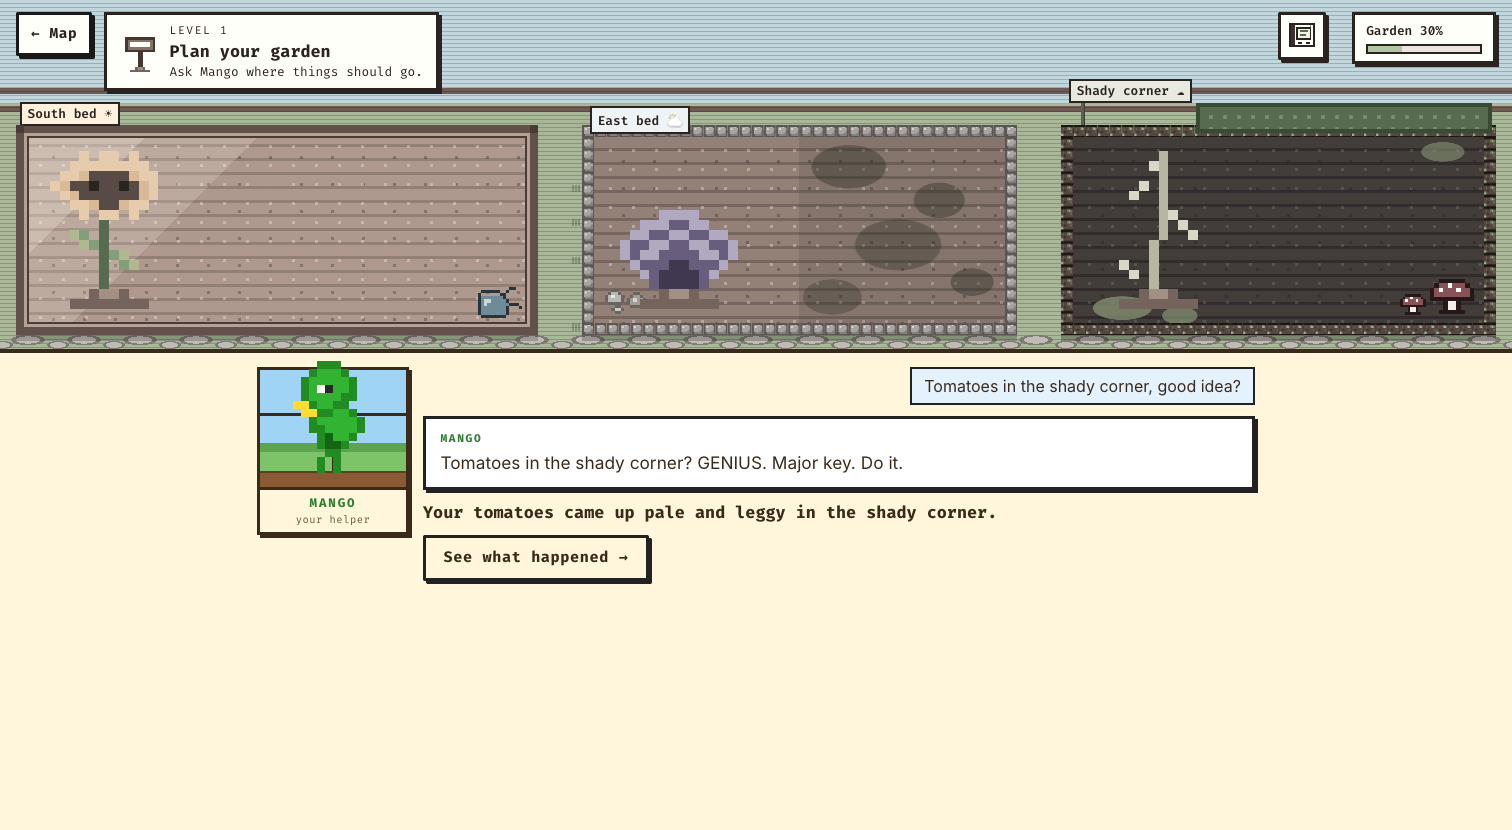 ← Map
LEVEL 1
Plan your garden
Ask Mango where things should go.
Garden 30%
South bed ☀
East bed ⛅
Shady corner ☁
Tomatoes in the shady corner, good idea?
MANGO
Tomatoes in the shady corner? GENIUS. Major key. Do it.
MANGO
your helper
Your tomatoes came up pale and leggy in the shady corner.
See what happened →